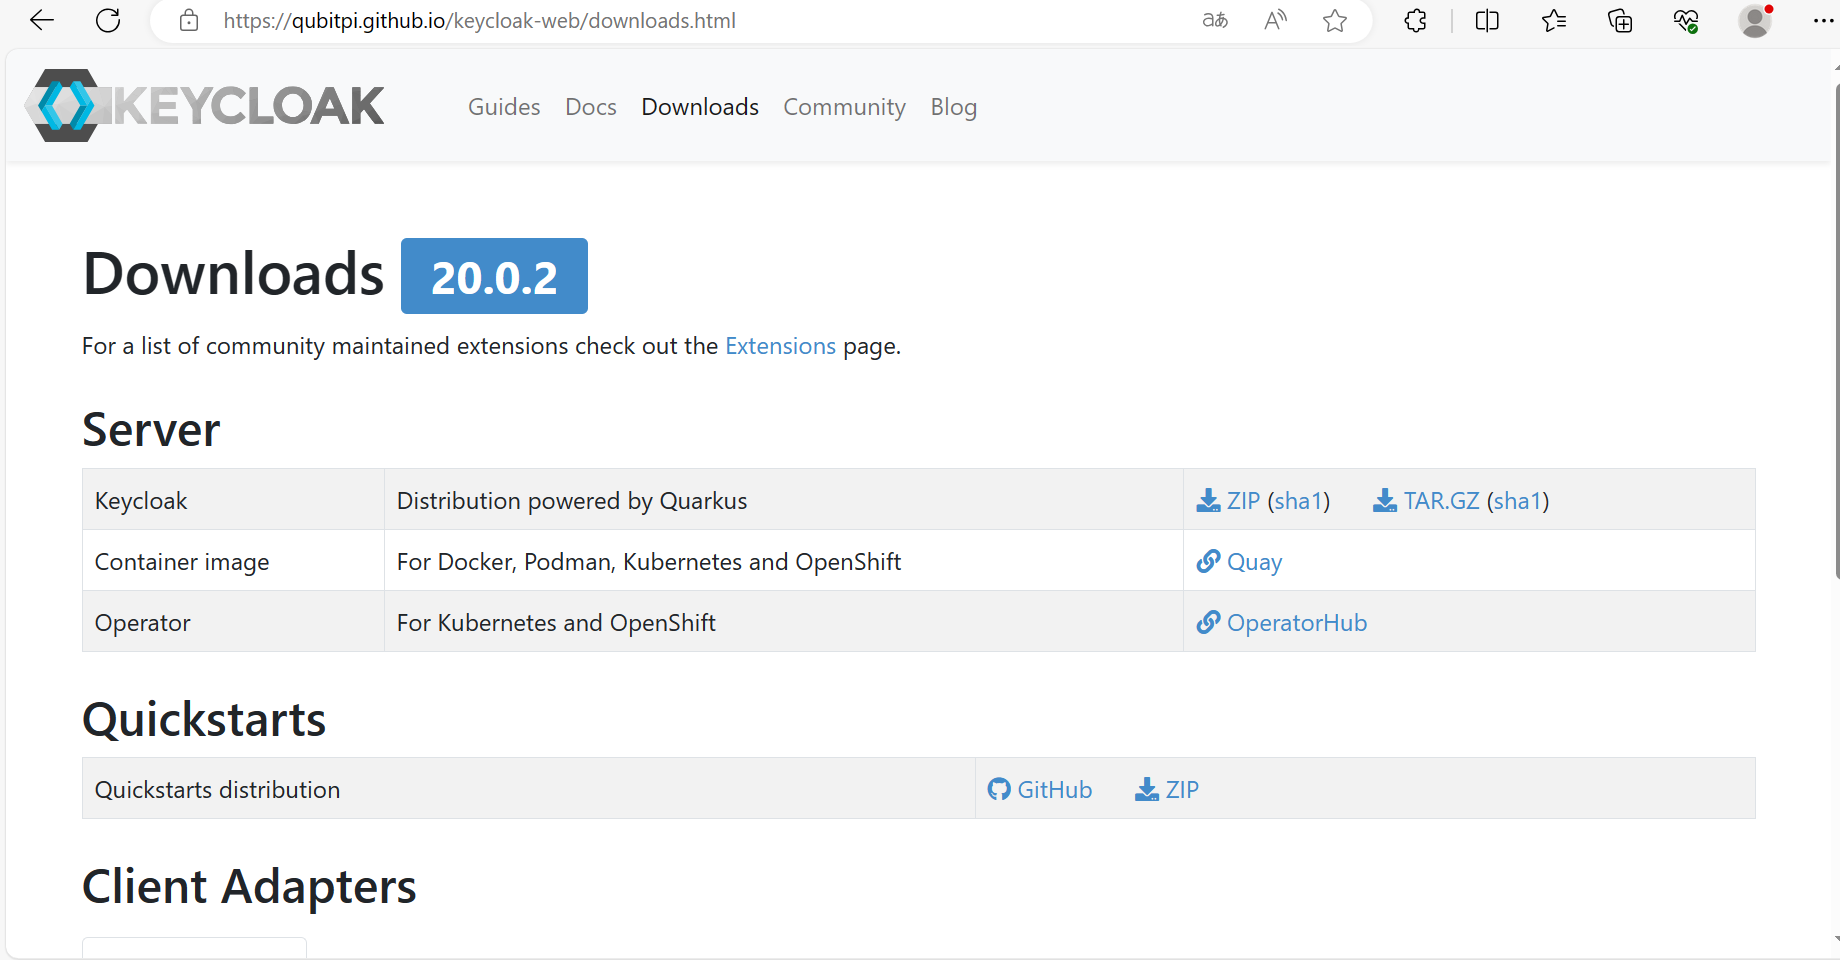 https://qubitpi.github.io/keycloak-web/downloads.html
KEYCLOAK Guides Docs Downloads Community Blog
Downloads 20.0.2
For a list of community maintained extensions check out the Extensions page.
Server
Keycloak Distribution powered by Quarkus ZIP (sha1) TAR.GZ (sha1)
Container image For Docker, Podman, Kubernetes and OpenShift Quay
Operator For Kubernetes and OpenShift OperatorHub
Quickstarts
Quickstarts distribution GitHub ZIP
Client Adapters